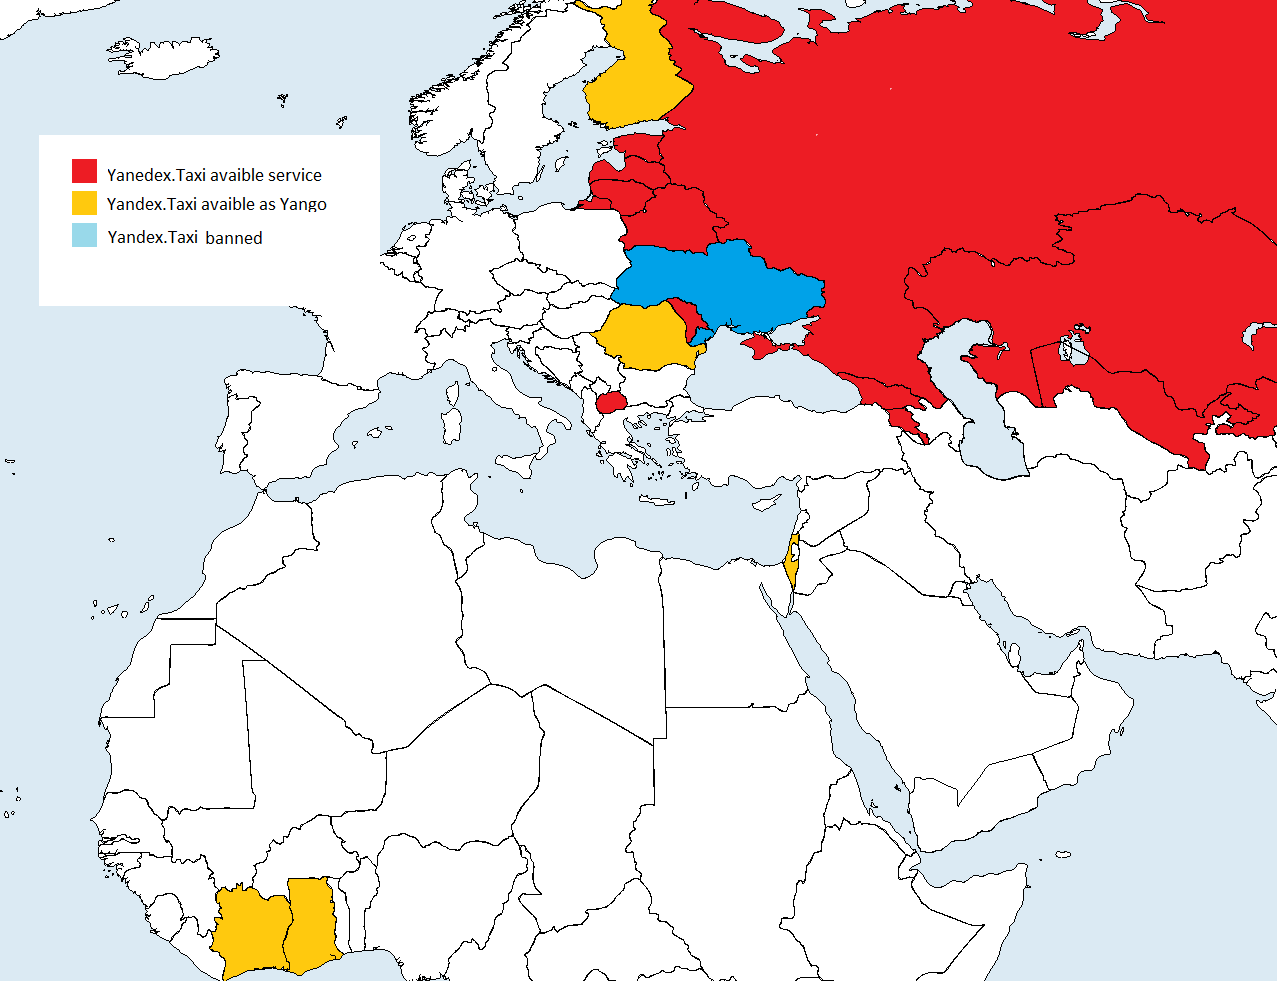 Yanedex.Taxi avaible service
Yandex.Taxi avaible as Yango
Yandex.Taxi banned